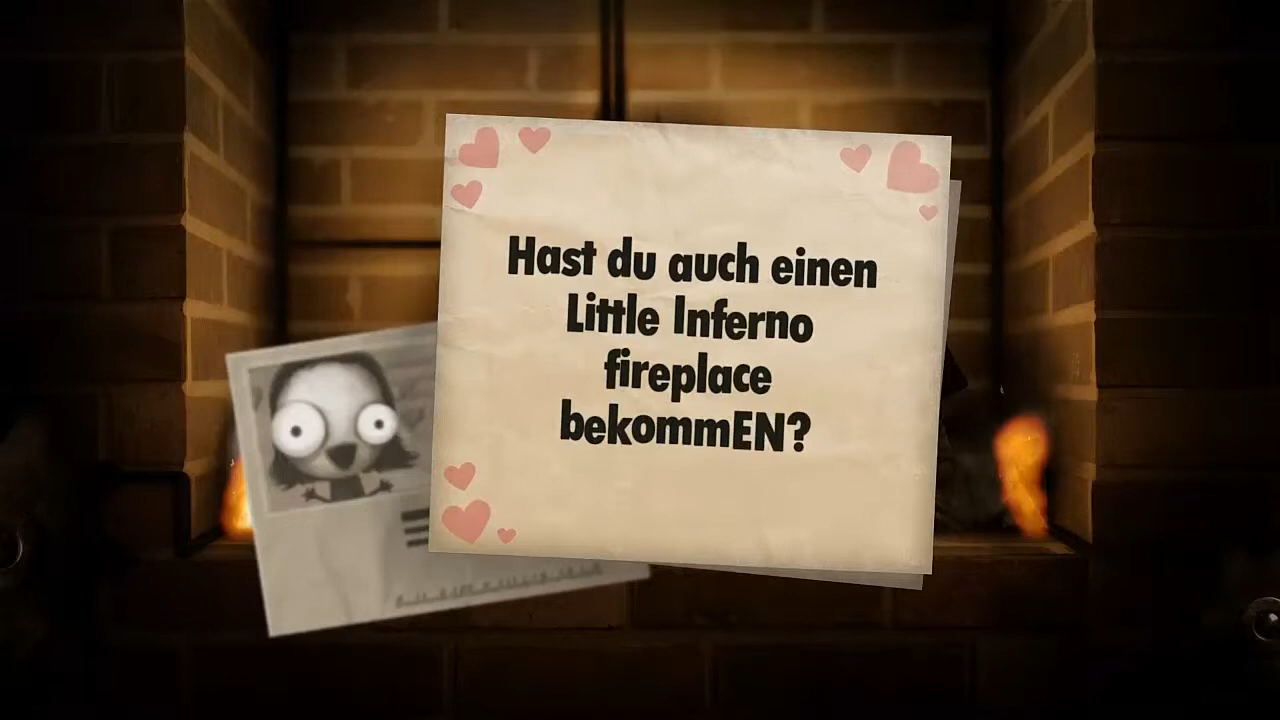 Hast du auch einen
Little Inferno
fireplace
bekommEN?